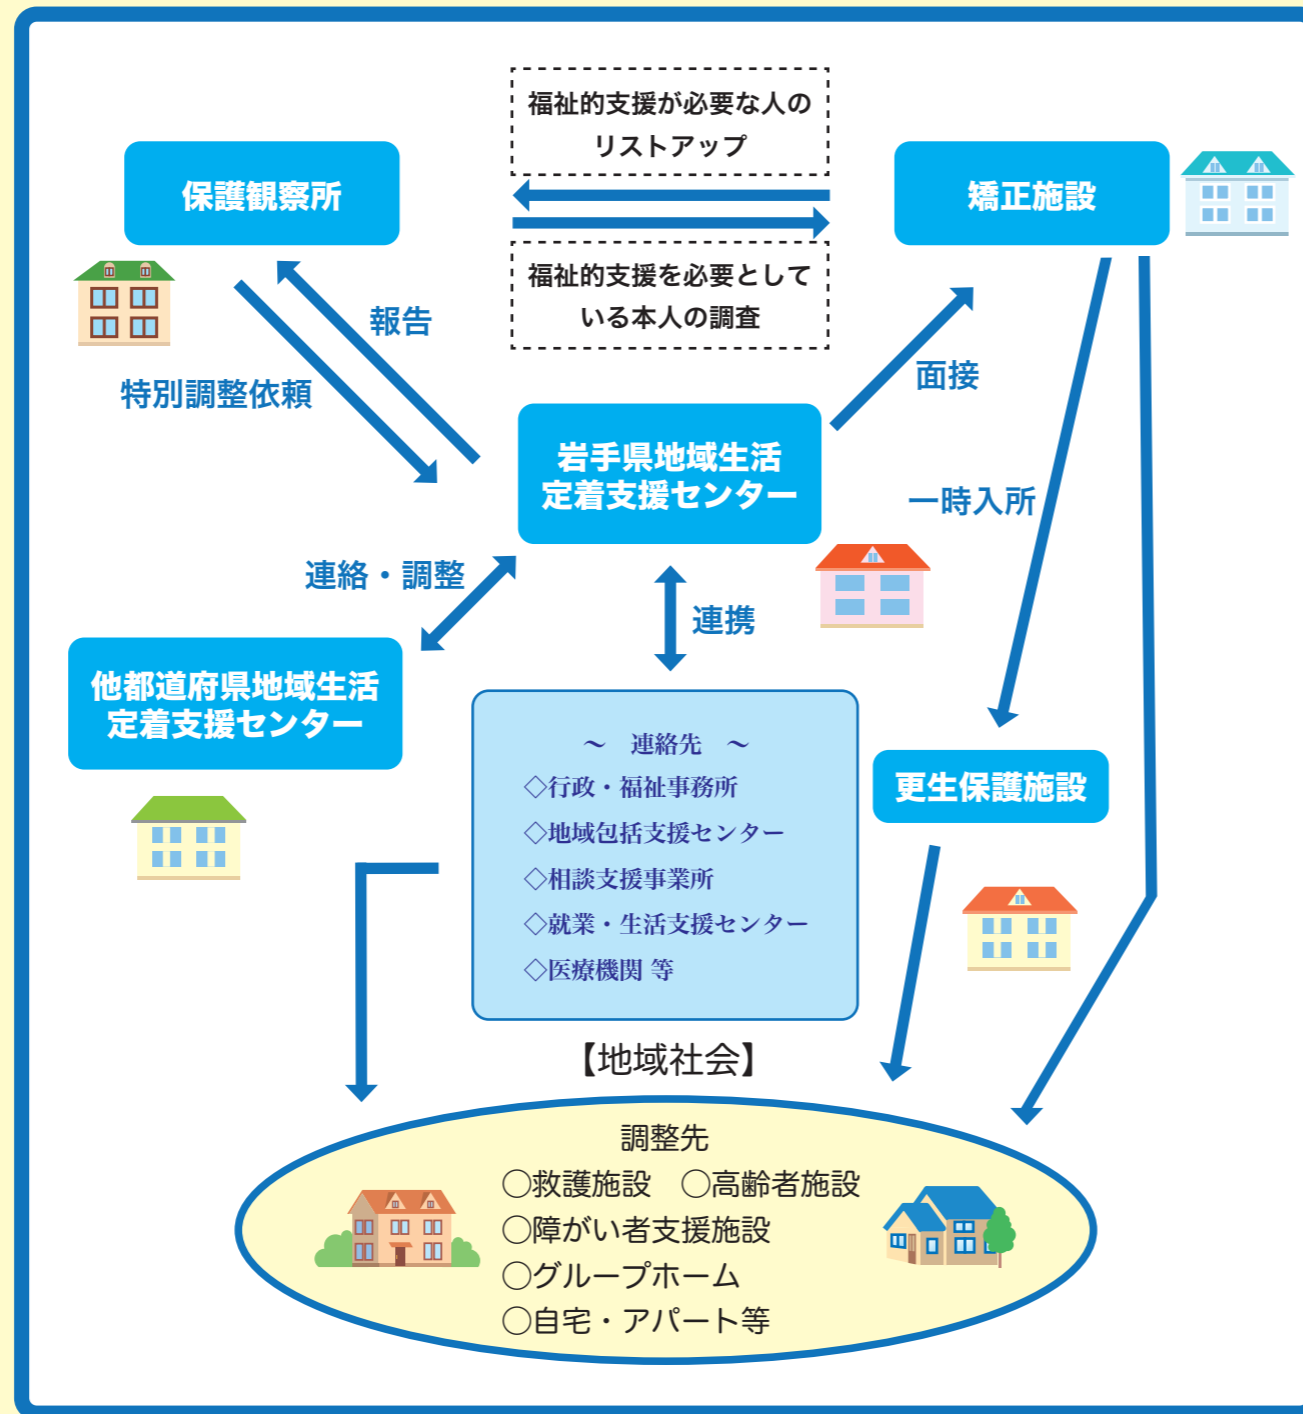 福祉的支援が必要な人の
リストアップ
保護観察所
矯正施設
福祉的支援を必要として
いる本人の調査
報告
特別調整依頼
面接
岩手県地域生活
定着支援センター
一時入所
連絡・調整
連携
他都道府県地域生活
定着支援センター
～ 連絡先 ～
◇行政・福祉事務所
◇地域包括支援センター
◇相談支援事業所
◇就業・生活支援センター
◇医療機関 等
更生保護施設
【地域社会】
調整先
○救護施設 ○高齢者施設
○障がい者支援施設
○グループホーム
○自宅・アパート等